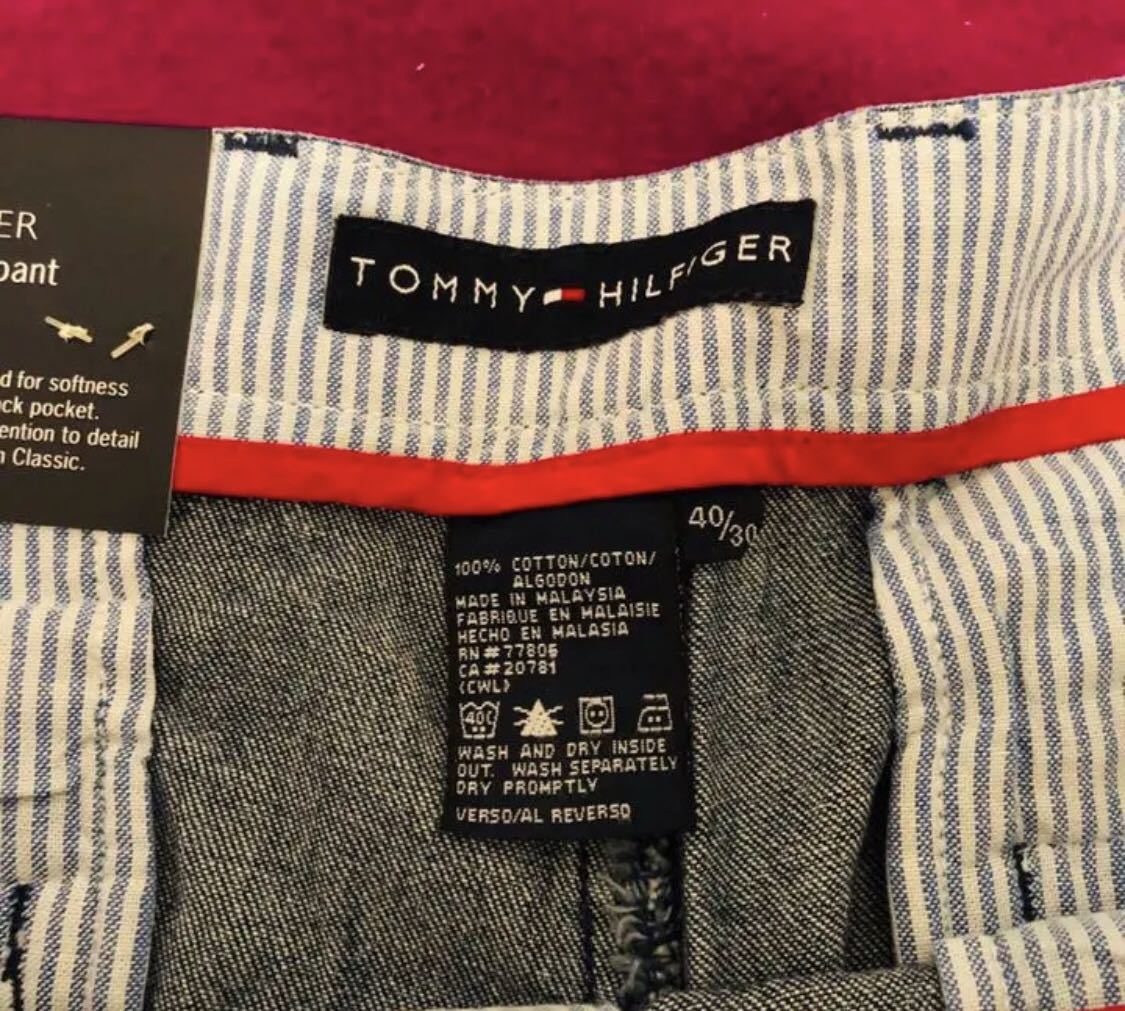 ER
pant
d for softness
ck pocket.
ention to detail
n Classic.
TOMMY HILFIGER
40/30
100% COTTON/COTON/
ALGODON
MADE IN MALAYSIA
FABRIQUE EN MALAISIE
HECHO EN MALASIA
RN#77806
CA#20781
(CWL)
40C
WASH AND DRY INSIDE
OUT. WASH SEPARATELY
DRY PROMPTLY
VERSO/AL REVERSO